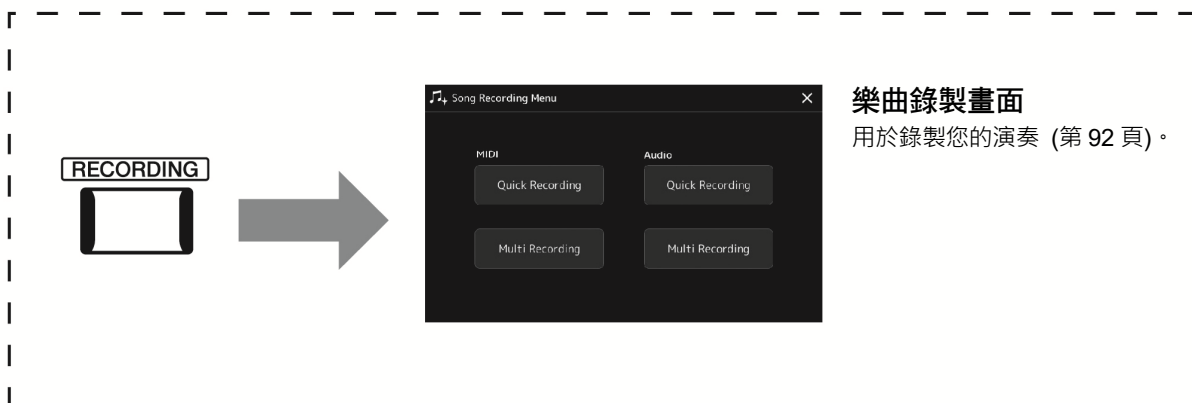 RECORDING
Song Recording Menu
MIDI
Audio
Quick Recording
Quick Recording
Multi Recording
Multi Recording
樂曲錄製畫面
用於錄製您的演奏 (第 92 頁)。